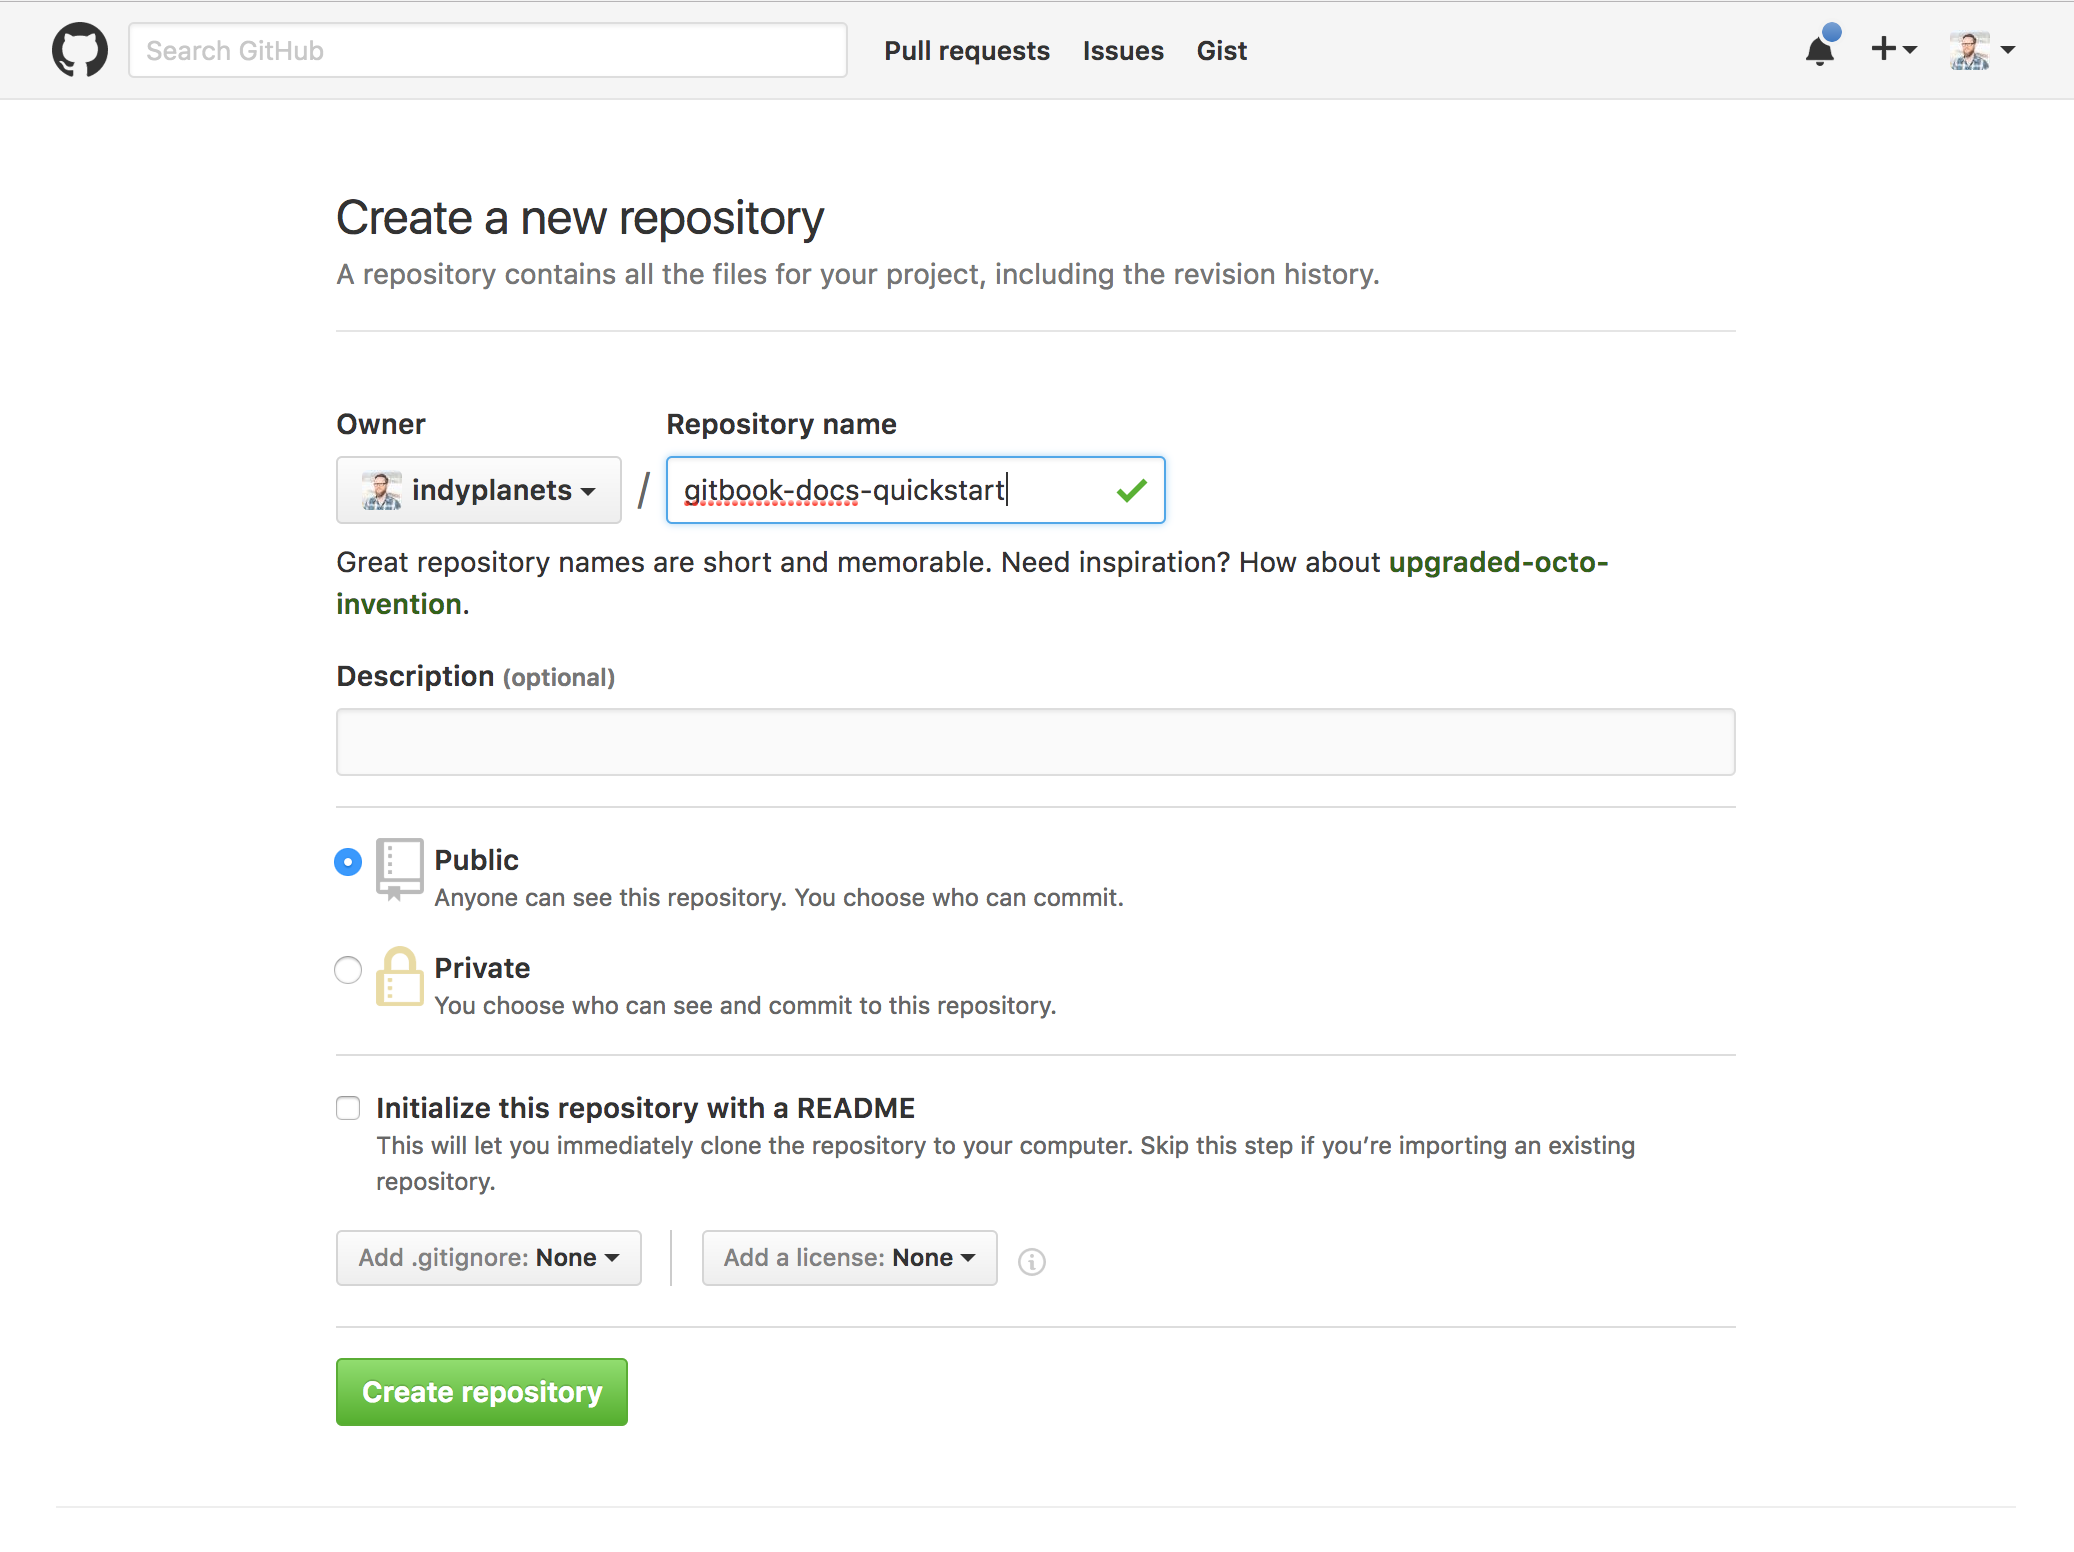 Search GitHub
Pull requests
Issues
Gist
Create a new repository
A repository contains all the files for your project, including the revision history.
Owner
Repository name
indyplanets
/
gitbook-docs-quickstart
Great repository names are short and memorable. Need inspiration? How about upgraded-octo-
invention.
Description (optional)
Public
Anyone can see this repository. You choose who can commit.
Private
You choose who can see and commit to this repository.
Initialize this repository with a README
This will let you immediately clone the repository to your computer. Skip this step if you’re importing an existing
repository.
Add .gitignore: None
Add a license: None
Create repository